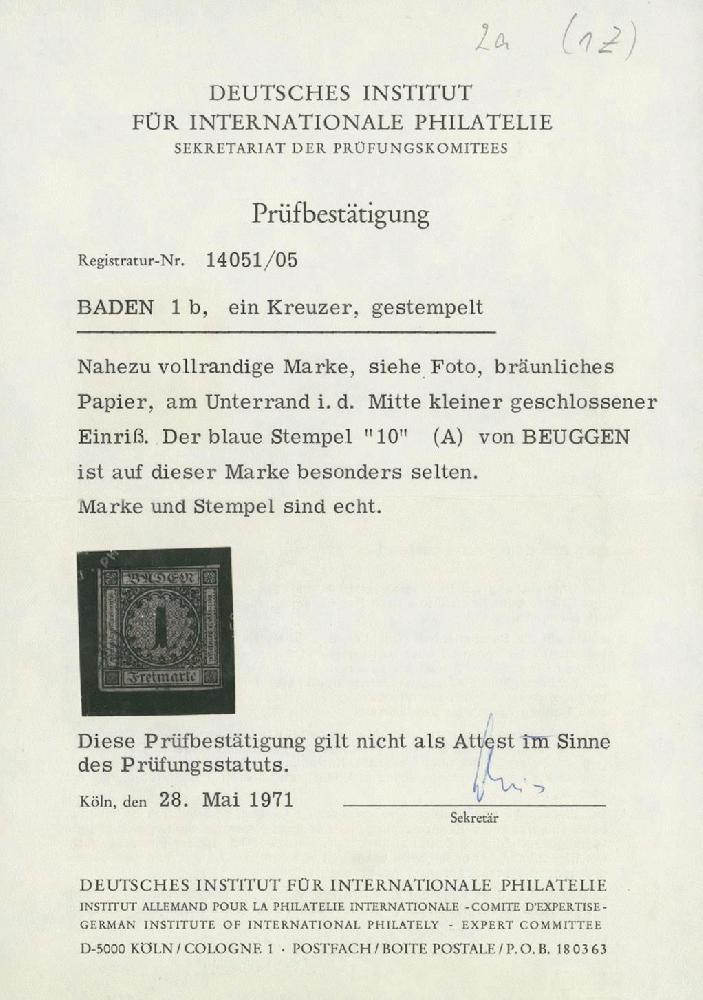 2a (1Z)
DEUTSCHES INSTITUT
FÜR INTERNATIONALE PHILATELIE
SEKRETARIAT DER PRÜFUNGSKOMITEES
Prüfbestätigung
Registratur-Nr. 14051/05
BADEN 1 b, ein Kreuzer, gestempelt
Nahezu vollrandige Marke, siehe Foto, bräunliches
Papier, am Unterrand i. d. Mitte kleiner geschlossener
Einriß. Der blaue Stempel "10" (A) von BEUGGEN
ist auf dieser Marke besonders selten.
Marke und Stempel sind echt.
PH
BADEN
1
Freimarke
Diese Prüfbestätigung gilt nicht als Attest im Sinne
des Prüfungsstatuts.
Köln, den 28. Mai 1971
Sekretär
DEUTSCHES INSTITUT FÜR INTERNATIONALE PHILATELIE
INSTITUT ALLEMAND POUR LA PHILATELIE INTERNATIONALE - COMITE D'EXPERTISE -
GERMAN INSTITUTE OF INTERNATIONAL PHILATELY - EXPERT COMMITTEE
D-5000 KÖLN / COLOGNE 1 · POSTFACH / BOITE POSTALE / P. O. B. 180363